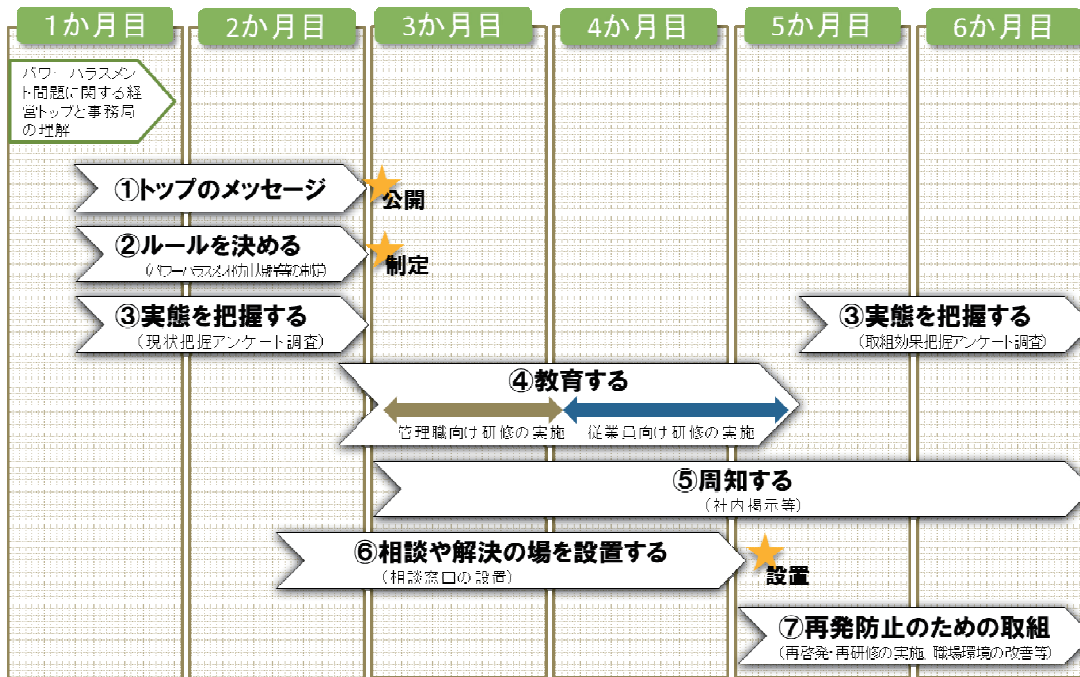 1か月目
2か月目
3か月目
4か月目
5か月目
6か月目
パワーハラスメン
ト問題に関する経
営トップと事務局
の理解
①トップのメッセージ
公開
②ルールを決める
制定
③実態を把握する
（現状把握アンケート調査）
③実態を把握する
（取組効果把握アンケート調査）
④教育する
管理職向け研修の実施
従業員向け研修の実施
⑤周知する
（社内掲示等）
⑥相談や解決の場を設置する
（相談窓口の設置）
設置
⑦再発防止のための取組
（再啓発・再研修の実施、職場環境の改善等）